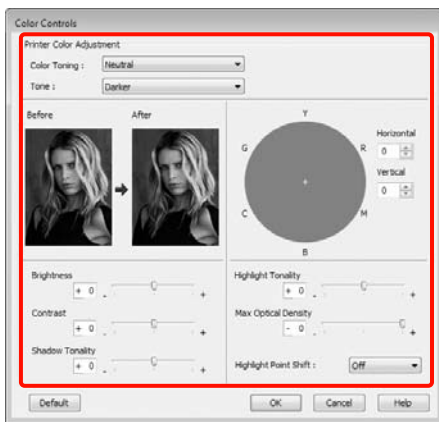 Color Controls
Printer Color Adjustment
Color Toning : Neutral
Tone : Darker
Before After
Y
G R
C M
B
Horizontal
0
Vertical
0
Brightness
+ 0 - +
Contrast
+ 0 - +
Shadow Tonality
+ 0 - +
Highlight Tonality
+ 0 - +
Max Optical Density
- 0 - +
Highlight Point Shift : Off
Default OK Cancel Help